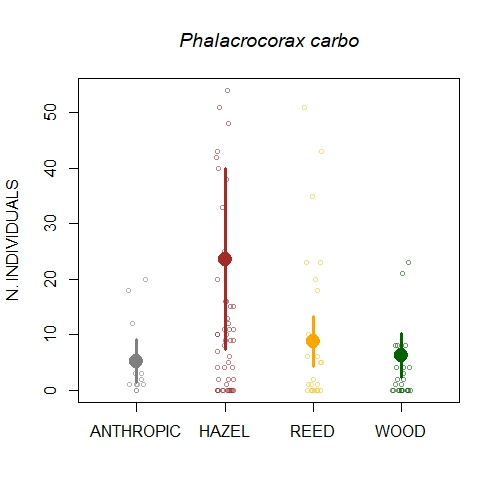 Phalacrocorax carbo
N. INDIVIDUALS
50
40
30
20
10
0
ANTHROPIC HAZEL REED WOOD